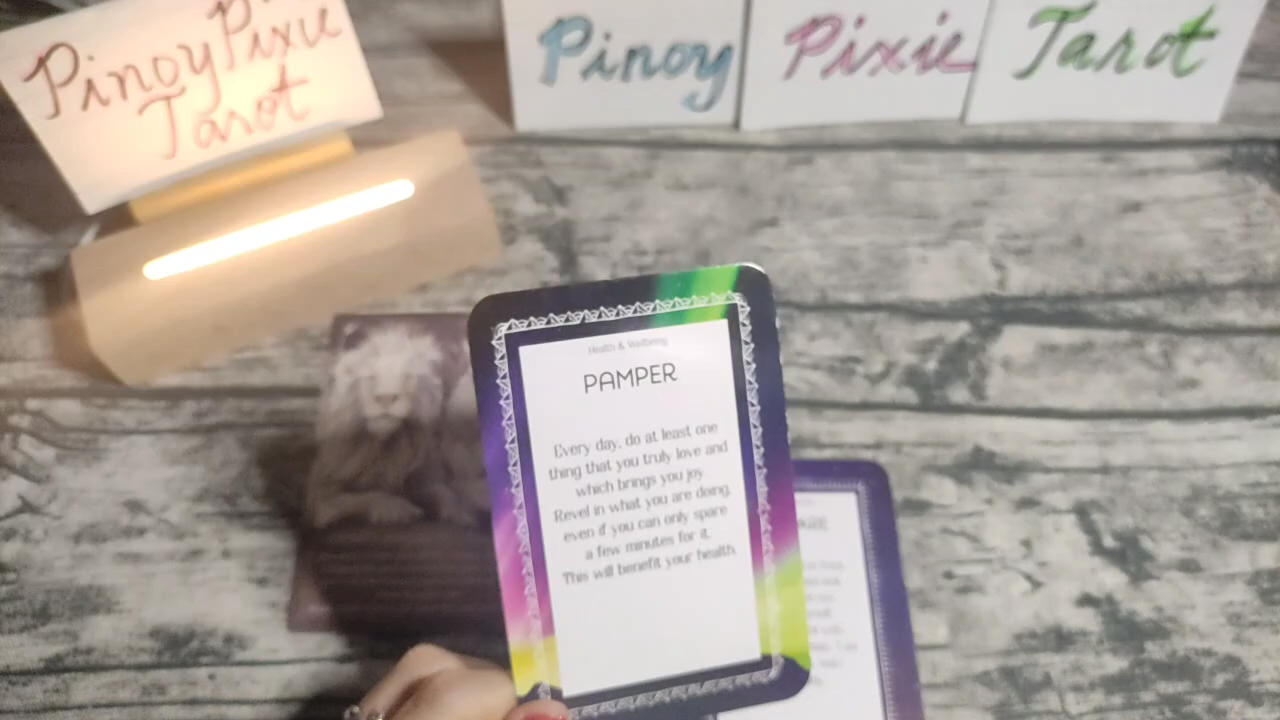 Pinoy Pixie
Tarot
Pinoy Pixie Tarot
Health & Wellbeing
PAMPER
Every day, do at least one
thing that you truly love and
which brings you joy.
Revel in what you are doing,
even if you can only spare
a few minutes for it.
This will benefit your health.